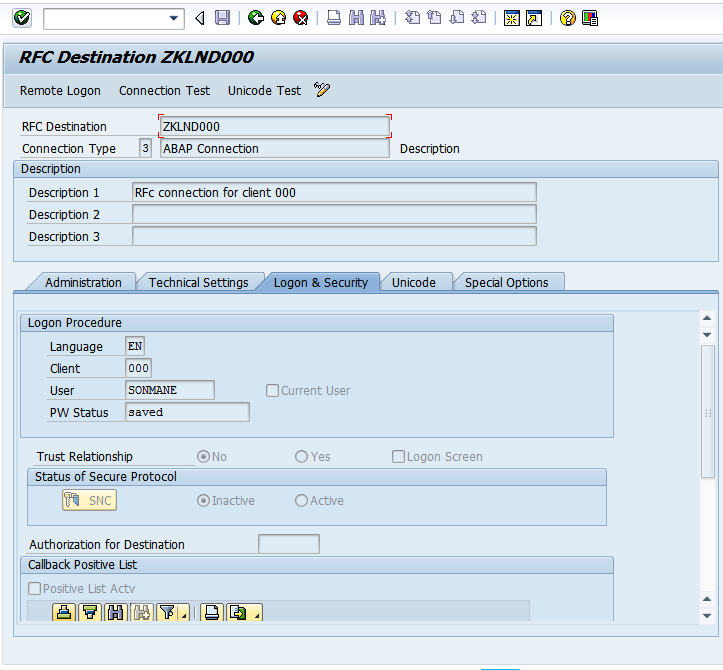 RFC Destination ZKLND000
Remote Logon Connection Test Unicode Test
RFC Destination ZKLND000
Connection Type 3 ABAP Connection Description
Description
Description 1 RFc connection for client 000
Description 2
Description 3
Administration Technical Settings Logon & Security Unicode Special Options
Logon Procedure
Language EN
Client 000
User SONMANE Current User
PW Status saved
Trust Relationship No Yes Logon Screen
Status of Secure Protocol
SNC Inactive Active
Authorization for Destination
Callback Positive List
Positive List Actv